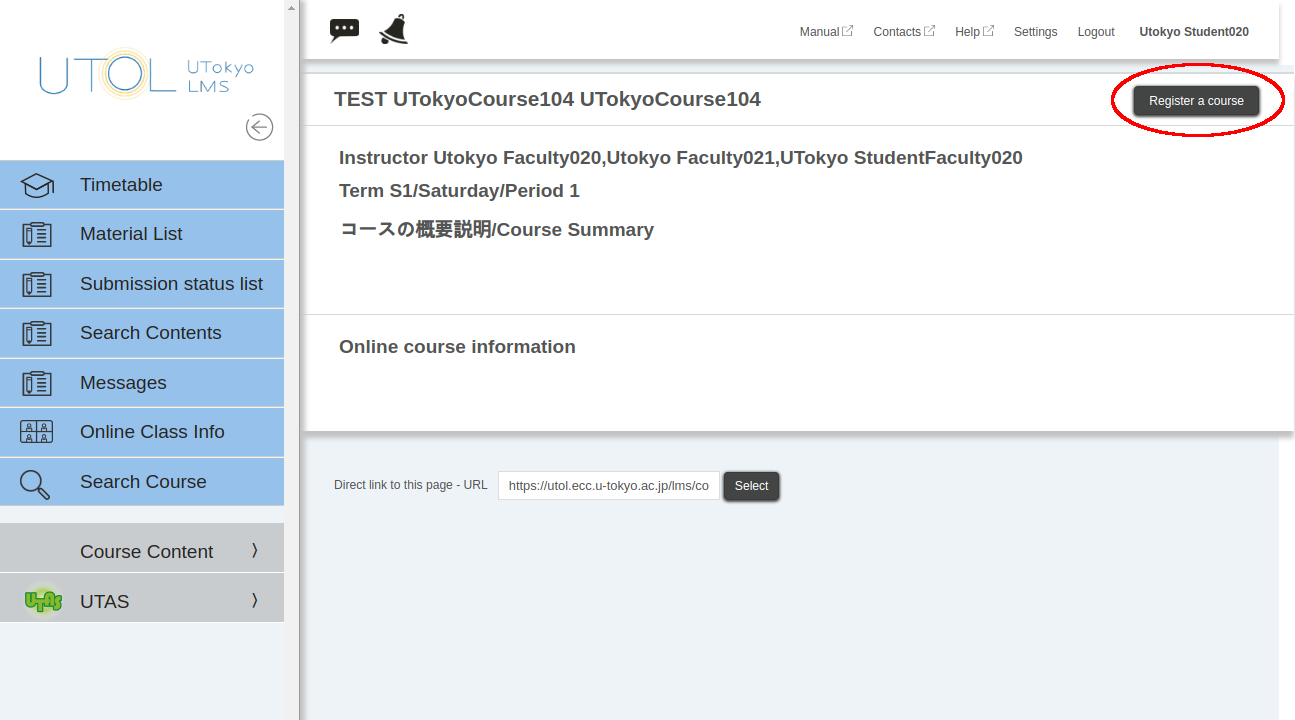 UTOL UTokyo LMS
Timetable
Material List
Submission status list
Search Contents
Messages
Online Class Info
Search Course
Course Content 〉
UTAS UTAS 〉
Manual Contacts Help Settings Logout Utokyo Student020
TEST UTokyoCourse104 UTokyoCourse104
Register a course
Instructor Utokyo Faculty020,Utokyo Faculty021,UTokyo StudentFaculty020
Term S1/Saturday/Period 1
コースの概要説明/Course Summary
Online course information
Direct link to this page - URL https://utol.ecc.u-tokyo.ac.jp/lms/co Select